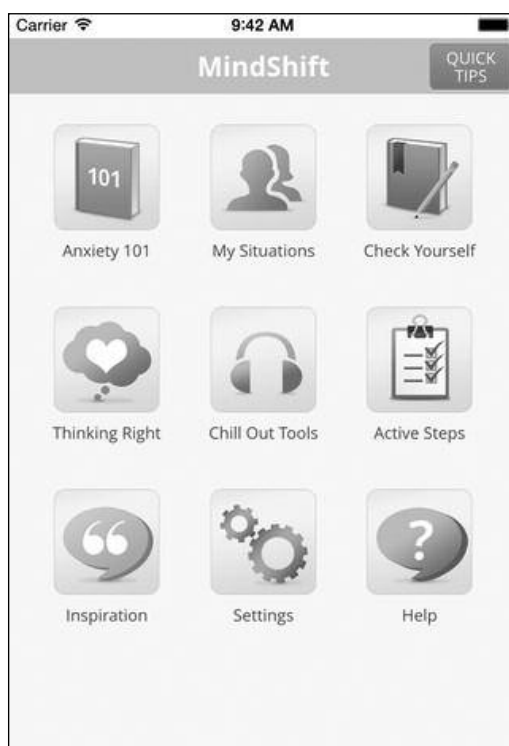 Carrier 9:42 AM
MindShift
QUICK
TIPS
101
Anxiety 101 My Situations Check Yourself
Thinking Right Chill Out Tools Active Steps
Inspiration Settings Help